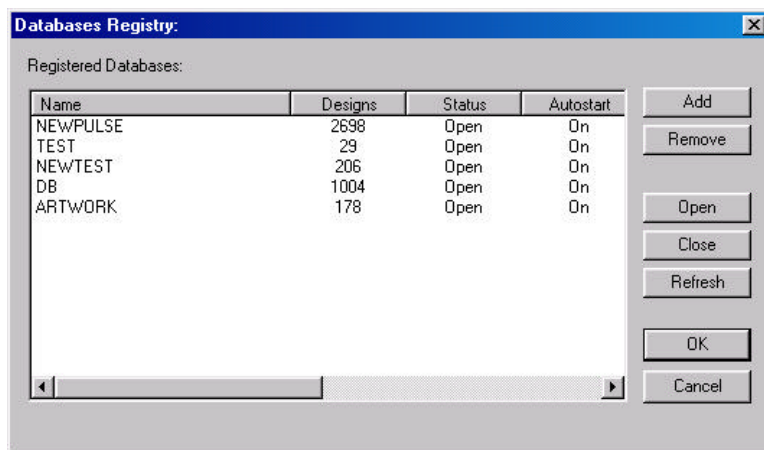 Databases Registry:
Registered Databases:
Name Designs Status Autostart
NEWPULSE 2698 Open On
TEST 29 Open On
NEWTEST 206 Open On
DB 1004 Open On
ARTWORK 178 Open On
Add
Remove
Open
Close
Refresh
OK
Cancel